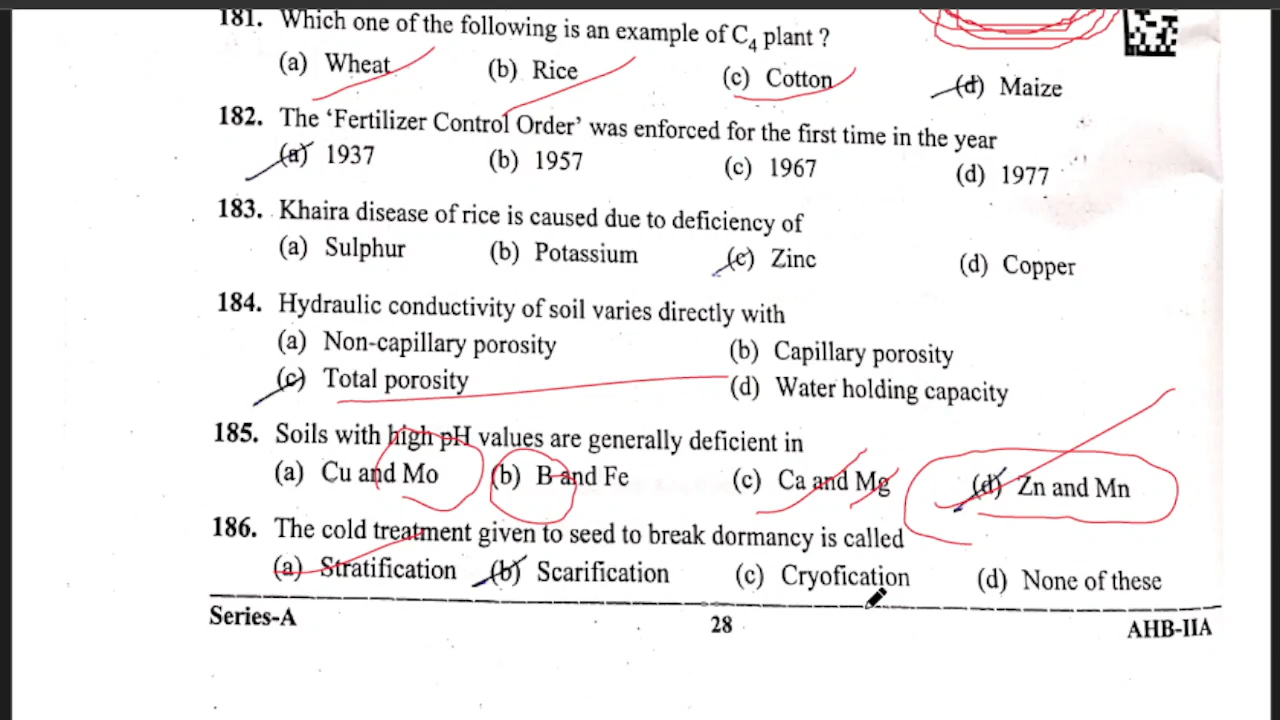 181. Which one of the following is an example of C₄ plant ?
(a) Wheat (b) Rice (c) Cotton (d) Maize
182. The ‘Fertilizer Control Order’ was enforced for the first time in the year
(a) 1937 (b) 1957 (c) 1967 (d) 1977
183. Khaira disease of rice is caused due to deficiency of
(a) Sulphur (b) Potassium (c) Zinc (d) Copper
184. Hydraulic conductivity of soil varies directly with
(a) Non-capillary porosity (b) Capillary porosity
(c) Total porosity (d) Water holding capacity
185. Soils with high pH values are generally deficient in
(a) Cu and Mo (b) B and Fe (c) Ca and Mg (d) Zn and Mn
186. The cold treatment given to seed to break dormancy is called
(a) Stratification (b) Scarification (c) Cryofication (d) None of these
Series-A 28 AHB-IIA